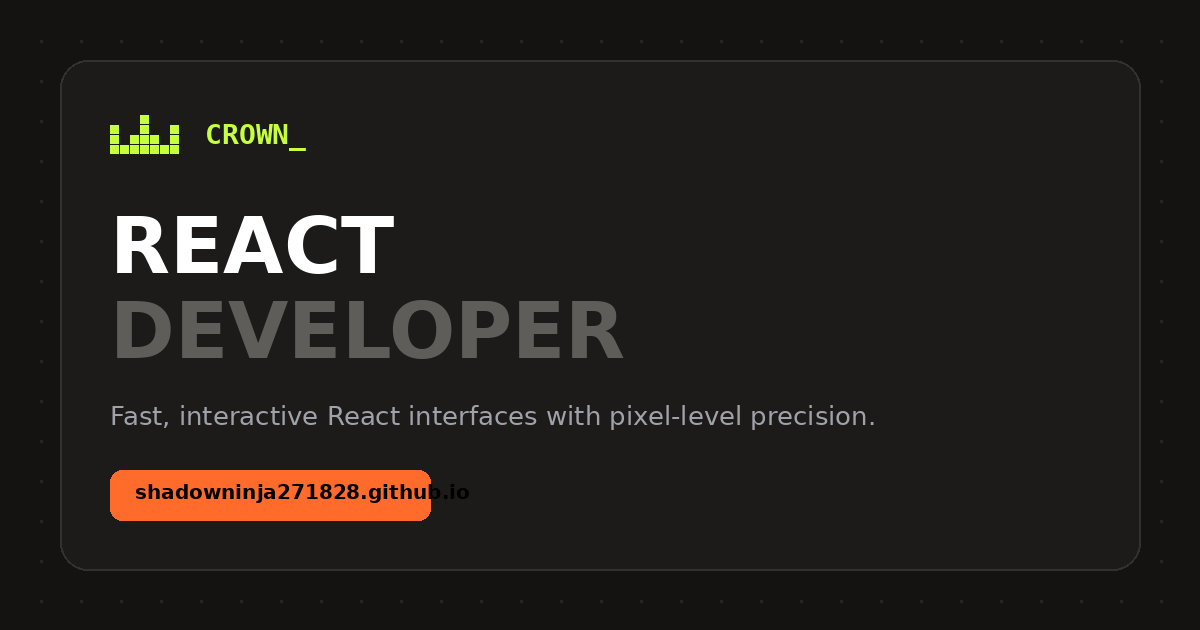 CROWN_
REACT
DEVELOPER
Fast, interactive React interfaces with pixel-level precision.
shadowninja271828.github.io